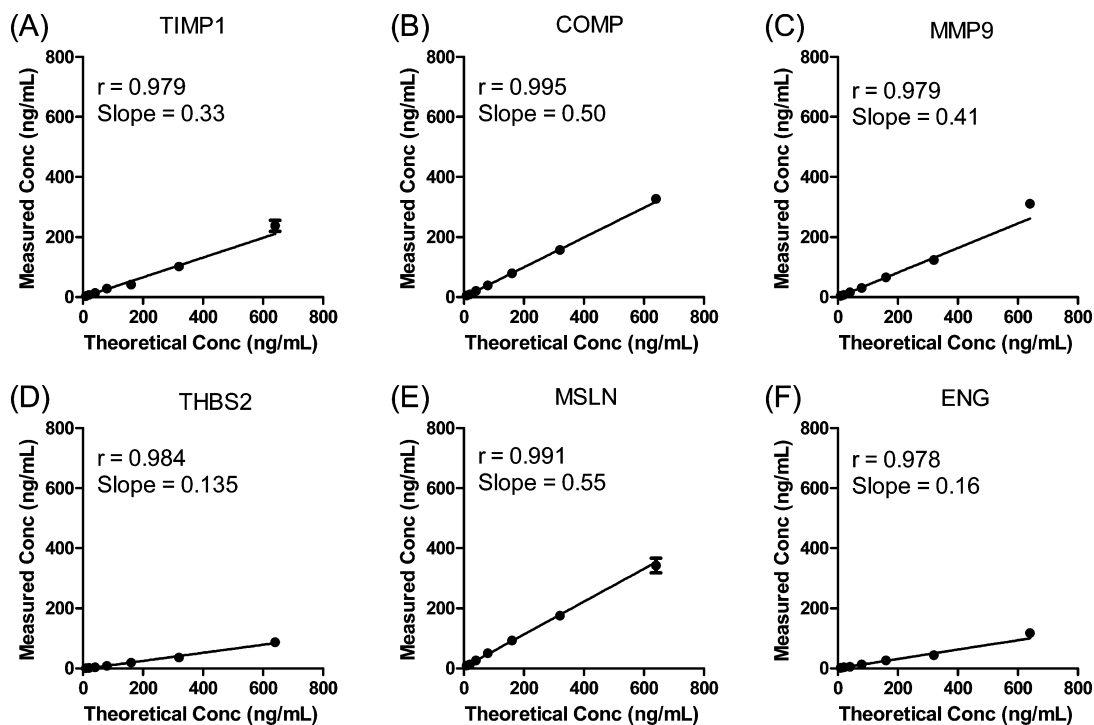 (A)
TIMP1
r = 0.979
Slope = 0.33
Measured Conc (ng/mL)
800
600
400
200
0
0 200 400 600 800
Theoretical Conc (ng/mL)
(B)
COMP
r = 0.995
Slope = 0.50
Measured Conc (ng/mL)
800
600
400
200
0
0 200 400 600 800
Theoretical Conc (ng/mL)
(C)
MMP9
r = 0.979
Slope = 0.41
Measured Conc (ng/mL)
800
600
400
200
0
0 200 400 600 800
Theoretical Conc (ng/mL)
(D)
THBS2
r = 0.984
Slope = 0.135
Measured Conc (ng/mL)
800
600
400
200
0
0 200 400 600 800
Theoretical Conc (ng/mL)
(E)
MSLN
r = 0.991
Slope = 0.55
Measured Conc (ng/mL)
800
600
400
200
0
0 200 400 600 800
Theoretical Conc (ng/mL)
(F)
ENG
r = 0.978
Slope = 0.16
Measured Conc (ng/mL)
800
600
400
200
0
0 200 400 600 800
Theoretical Conc (ng/mL)